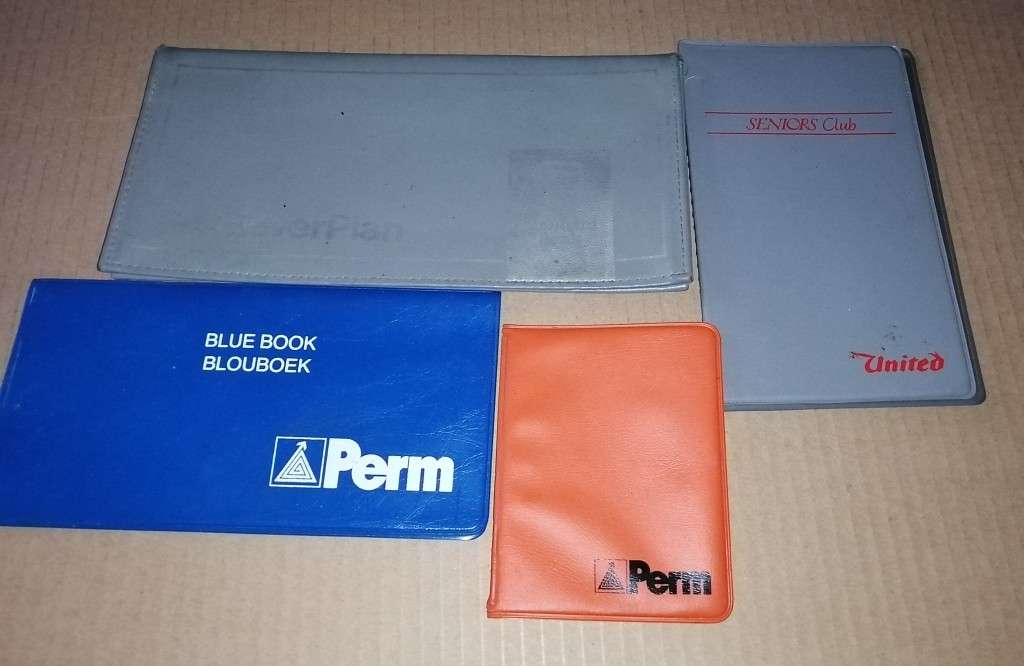 SENIORS Club
United
BLUE BOOK
BLOUBOEK
Perm
Perm